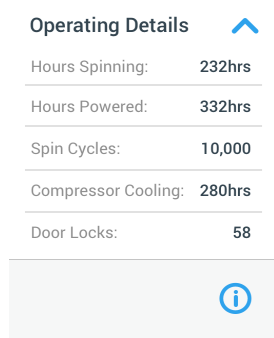 Operating Details
Hours Spinning: 232hrs
Hours Powered: 332hrs
Spin Cycles: 10,000
Compressor Cooling: 280hrs
Door Locks: 58